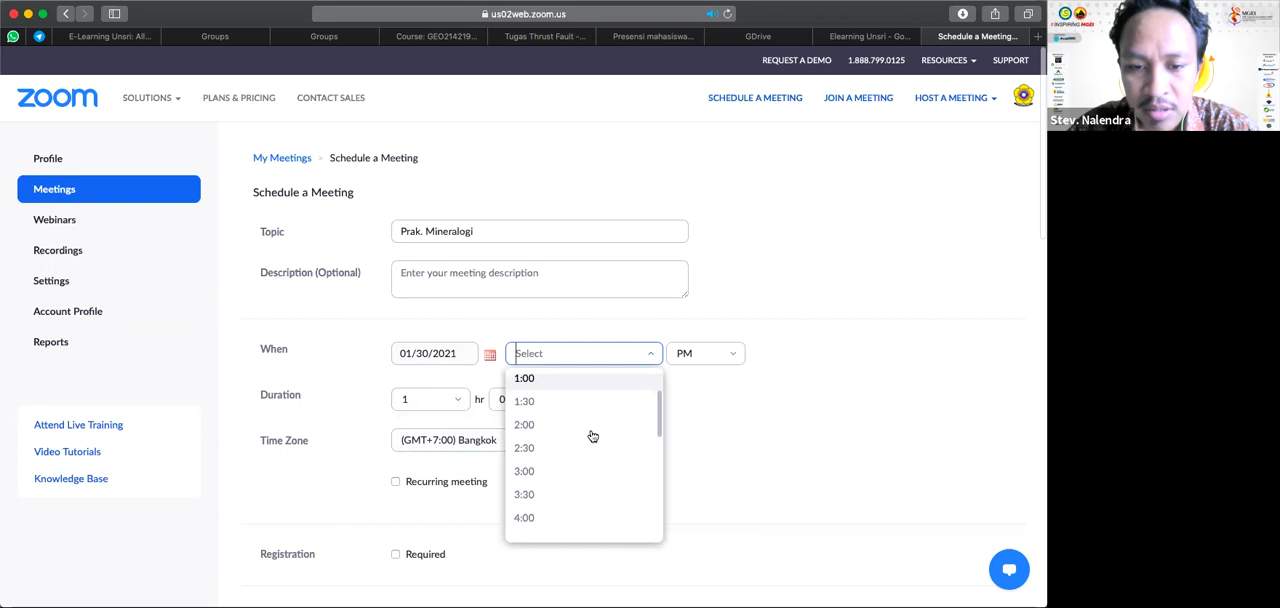 us02web.zoom.us
E-Learning Unsri: All...
Groups
Groups
Course: GEO214219...
Tugas Thrust Fault -...
Presensi mahasiswa...
GDrive
Elearning Unsri - Go...
Schedule a Meeting...
REQUEST A DEMO
1.888.799.0125
RESOURCES
SUPPORT
zoom
SOLUTIONS
PLANS & PRICING
CONTACT SALES
SCHEDULE A MEETING
JOIN A MEETING
HOST A MEETING
Stev. Nalendra
Profile
Meetings
Webinars
Recordings
Settings
Account Profile
Reports
Attend Live Training
Video Tutorials
Knowledge Base
My Meetings > Schedule a Meeting
Schedule a Meeting
Topic
Prak. Mineralogi
Description (Optional)
Enter your meeting description
When
01/30/2021
Select
PM
1:00
1:30
2:00
2:30
3:00
3:30
4:00
Duration
1
hr
0
Time Zone
(GMT+7:00) Bangkok
Recurring meeting
Registration
Required